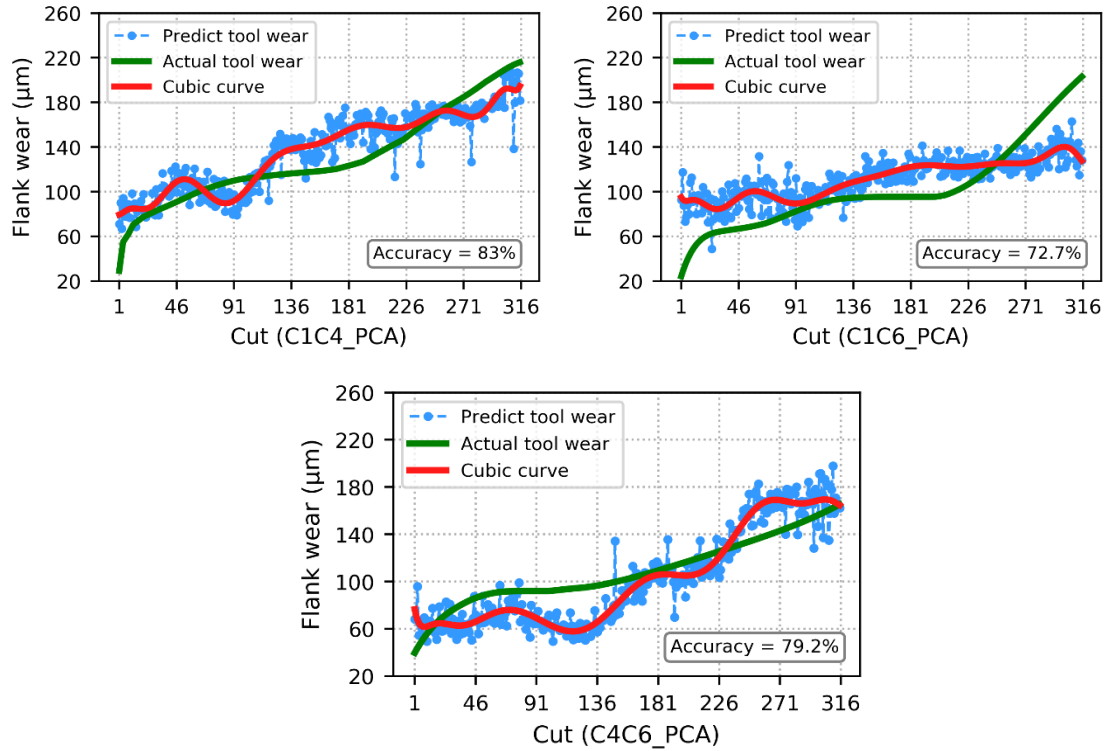 260
220
180
140
100
60
20
Flank wear (μm)
Predict tool wear
Actual tool wear
Cubic curve
Accuracy = 83%
1 46 91 136 181 226 271 316
Cut (C1C4_PCA)
260
220
180
140
100
60
20
Flank wear (μm)
Predict tool wear
Actual tool wear
Cubic curve
Accuracy = 72.7%
1 46 91 136 181 226 271 316
Cut (C1C6_PCA)
260
220
180
140
100
60
20
Flank wear (μm)
Predict tool wear
Actual tool wear
Cubic curve
Accuracy = 79.2%
1 46 91 136 181 226 271 316
Cut (C4C6_PCA)